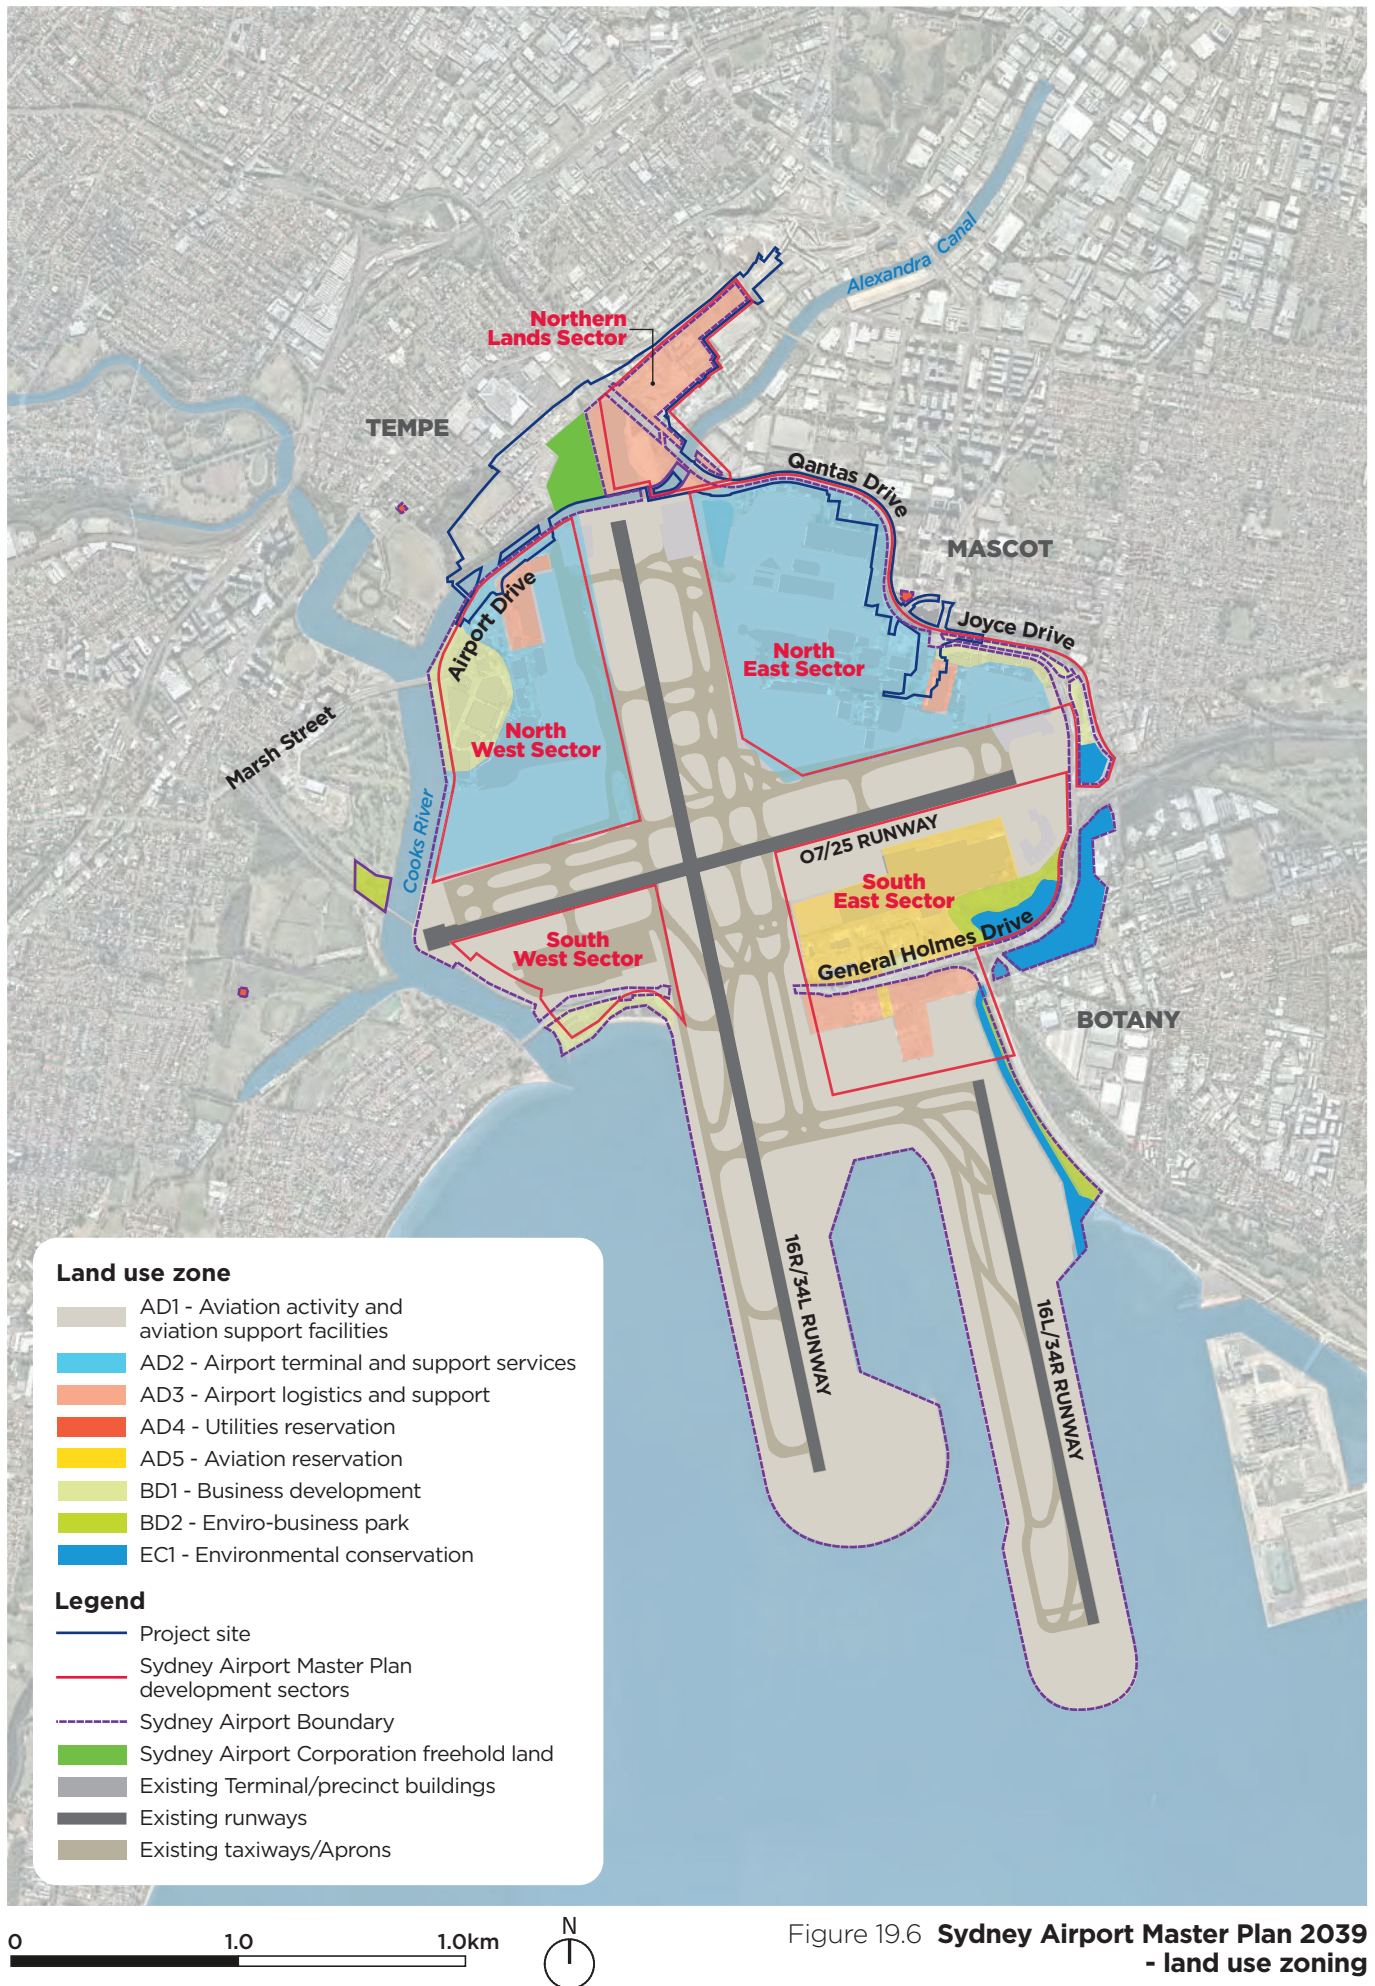 Alexandra Canal
Northern
Lands Sector
TEMPE
Qantas Drive
MASCOT
Airport Drive
Joyce Drive
North
East Sector
Marsh Street
North
West Sector
Cooks River
O7/25 RUNWAY
South
East Sector
South
West Sector
General Holmes Drive
BOTANY
16R/34L RUNWAY
16L/34R RUNWAY
Land use zone
AD1 - Aviation activity and
aviation support facilities
AD2 - Airport terminal and support services
AD3 - Airport logistics and support
AD4 - Utilities reservation
AD5 - Aviation reservation
BD1 - Business development
BD2 - Enviro-business park
EC1 - Environmental conservation
Legend
Project site
Sydney Airport Master Plan
development sectors
Sydney Airport Boundary
Sydney Airport Corporation freehold land
Existing Terminal/precinct buildings
Existing runways
Existing taxiways/Aprons
0 1.0 1.0km
N
Figure 19.6 Sydney Airport Master Plan 2039
- land use zoning